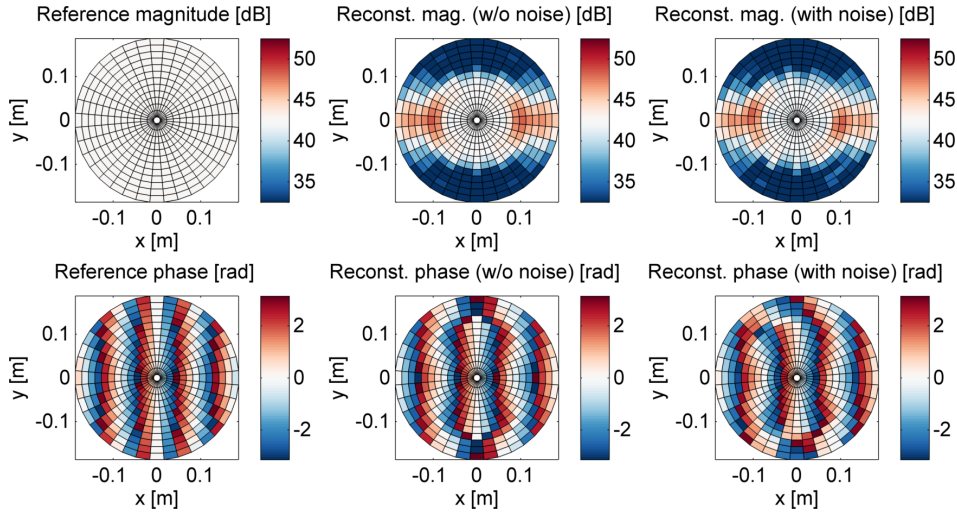 Reference magnitude [dB]
Reconst. mag. (w/o noise) [dB]
Reconst. mag. (with noise) [dB]
50
45
40
35
0.1
0
-0.1
y [m]
-0.1 0 0.1
x [m]
50
45
40
35
0.1
0
-0.1
y [m]
-0.1 0 0.1
x [m]
50
45
40
35
0.1
0
-0.1
y [m]
-0.1 0 0.1
x [m]
Reference phase [rad]
Reconst. phase (w/o noise) [rad]
Reconst. phase (with noise) [rad]
2
0
-2
0.1
0
-0.1
y [m]
-0.1 0 0.1
x [m]
2
0
-2
0.1
0
-0.1
y [m]
-0.1 0 0.1
x [m]
2
0
-2
0.1
0
-0.1
y [m]
-0.1 0 0.1
x [m]